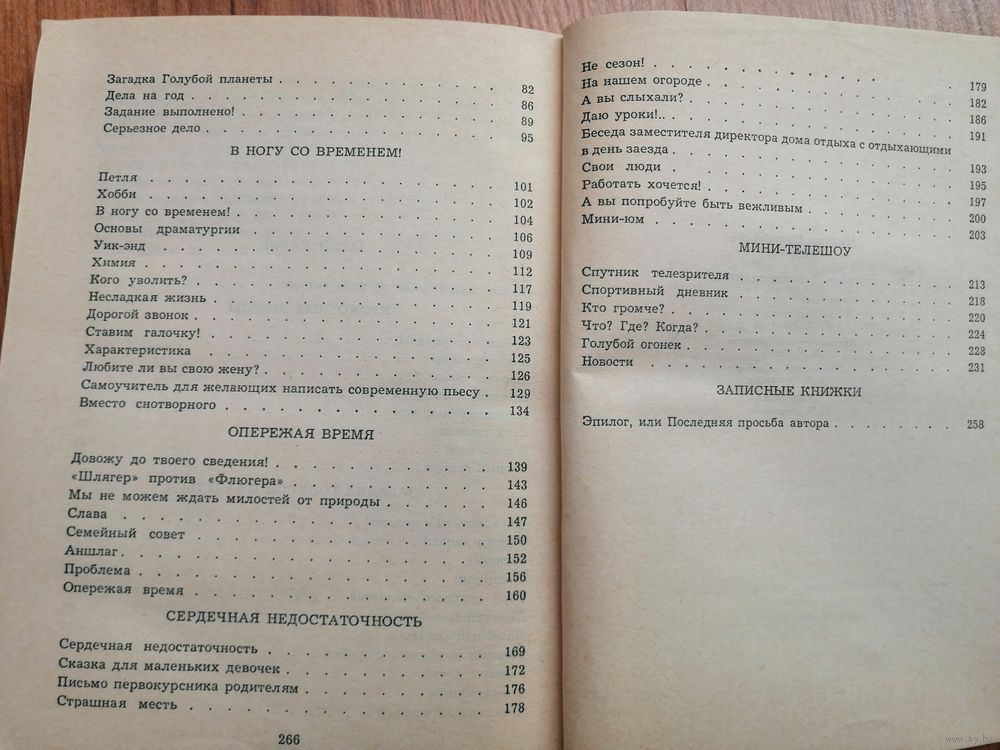 Загадка Голубой планеты . . . . . . . . . . 82
Дела на год . . . . . . . . . . 86
Задание выполнено! . . . . . . . . . . 89
Серьезное дело . . . . . . . . . . 95
В НОГУ СО ВРЕМЕНЕМ!
Петля . . . . . . . . . . 101
Хобби . . . . . . . . . . 102
В ногу со временем! . . . . . . . . . . 104
Основы драматургии . . . . . . . . . . 106
Уик-энд . . . . . . . . . . 109
Химия . . . . . . . . . . 112
Кого уволить? . . . . . . . . . . 117
Несладкая жизнь . . . . . . . . . . 119
Дорогой звонок . . . . . . . . . . 121
Ставим галочку! . . . . . . . . . . 123
Характеристика . . . . . . . . . . 125
Любите ли вы свою жену? . . . . . . . . . . 126
Самоучитель для желающих написать современную пьесу . 129
Вместо снотворного . . . . . . . . . . 134
ОПЕРЕЖАЯ ВРЕМЯ
Довожу до твоего сведения! . . . . . . . . . . 139
«Шлягер» против «Флюгера» . . . . . . . . . . 143
Мы не можем ждать милостей от природы . . . . . . 146
Слава . . . . . . . . . . 147
Семейный совет . . . . . . . . . . 150
Аншлаг . . . . . . . . . . 152
Проблема . . . . . . . . . . 156
Опережая время . . . . . . . . . . 160
СЕРДЕЧНАЯ НЕДОСТАТОЧНОСТЬ
Сердечная недостаточность . . . . . . . . . . 169
Сказка для маленьких девочек . . . . . . . . . . 172
Письмо первокурсника родителям . . . . . . . . . 176
Страшная месть . . . . . . . . . . 178
266
Не сезон! . . . . . . . . . . 179
На нашем огороде . . . . . . . . . . 182
А вы слыхали? . . . . . . . . . . 186
Даю уроки!.. . . . . . . . . . . 191
Беседа заместителя директора дома отдыха с отдыхающими
в день заезда . . . . . . . . . . 193
Свои люди . . . . . . . . . . 195
Работать хочется! . . . . . . . . . . 197
А вы попробуйте быть вежливым . . . . . . . . 200
Мини-юм . . . . . . . . . . 203
МИНИ-ТЕЛЕШОУ
Спутник телезрителя . . . . . . . . . . 213
Спортивный дневник . . . . . . . . . . 218
Кто громче? . . . . . . . . . . 220
Что? Где? Когда? . . . . . . . . . . 224
Голубой огонек . . . . . . . . . . 228
Новости . . . . . . . . . . 231
ЗАПИСНЫЕ КНИЖКИ
Эпилог, или Последняя просьба автора . . . . . . . . 258
www.av.by